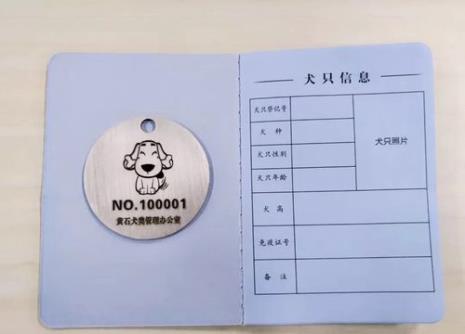 NO.100001
黄石犬类管理办公室
犬只信息
犬只登记号
犬 种
犬只照片
犬只性别
犬只年龄
犬 高
免疫证号
备 注